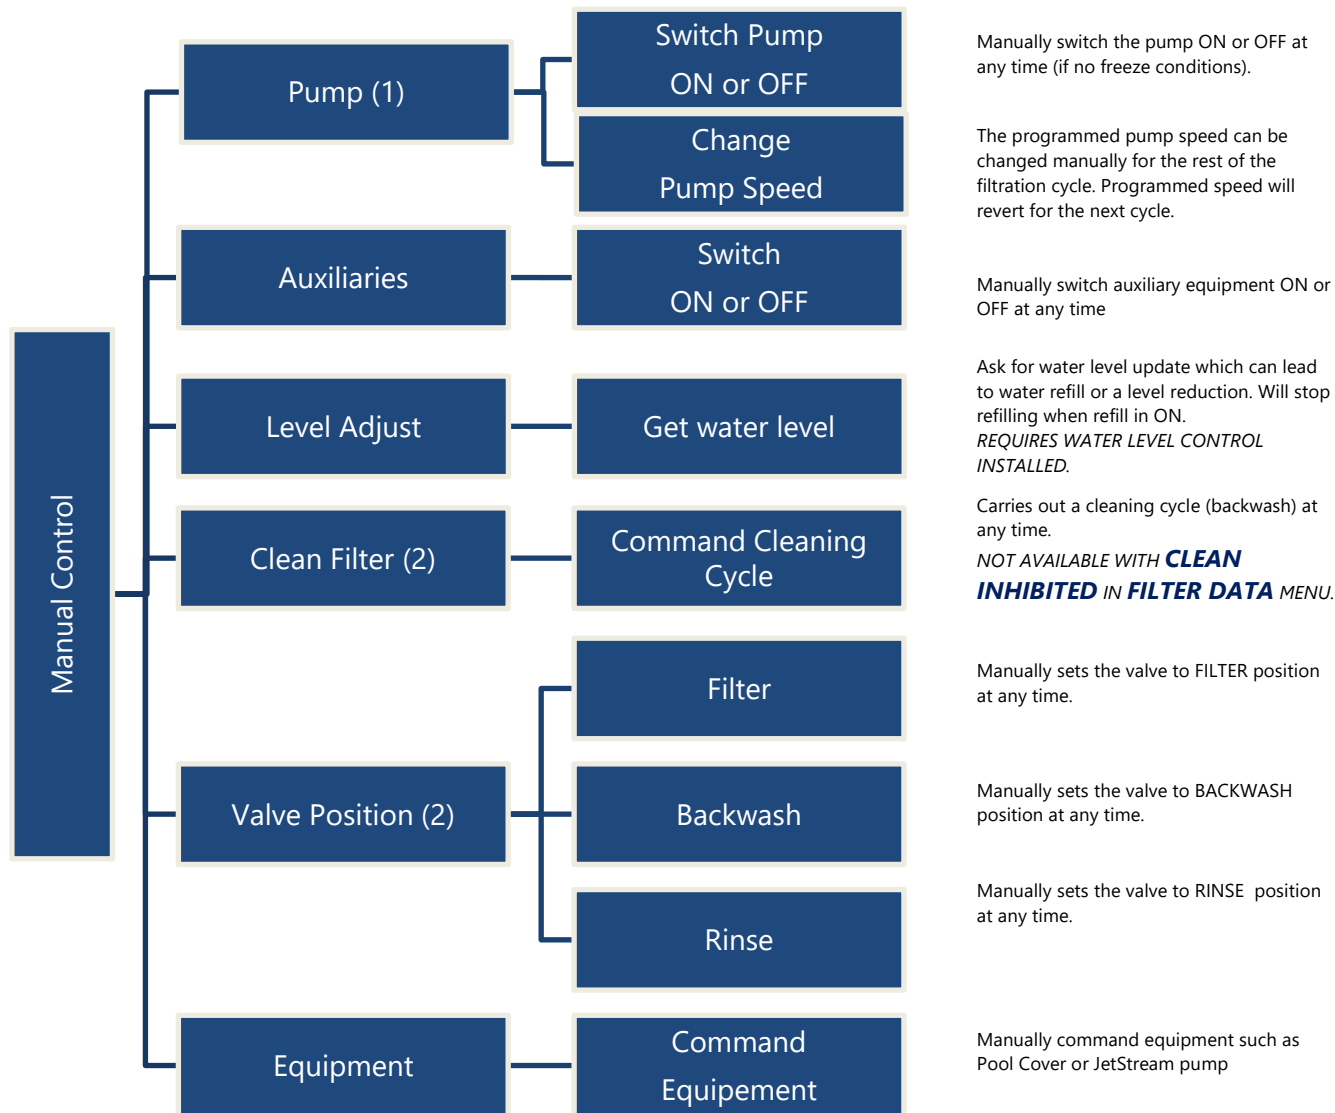 Manual Control
Pump (1)
Switch Pump
ON or OFF
Manually switch the pump ON or OFF at
any time (if no freeze conditions).
Change
Pump Speed
The programmed pump speed can be
changed manually for the rest of the
filtration cycle. Programmed speed will
revert for the next cycle.
Auxiliaries
Switch
ON or OFF
Manually switch auxiliary equipment ON or
OFF at any time
Level Adjust
Get water level
Ask for water level update which can lead
to water refill or a level reduction. Will stop
refilling when refill in ON.
REQUIRES WATER LEVEL CONTROL
INSTALLED.
Clean Filter (2)
Command Cleaning
Cycle
Carries out a cleaning cycle (backwash) at
any time.
NOT AVAILABLE WITH CLEAN
INHIBITED IN FILTER DATA MENU.
Valve Position (2)
Filter
Manually sets the valve to FILTER position
at any time.
Backwash
Manually sets the valve to BACKWASH
position at any time.
Rinse
Manually sets the valve to RINSE  position
at any time.
Equipment
Command
Equipement
Manually command equipment such as
Pool Cover or JetStream pump